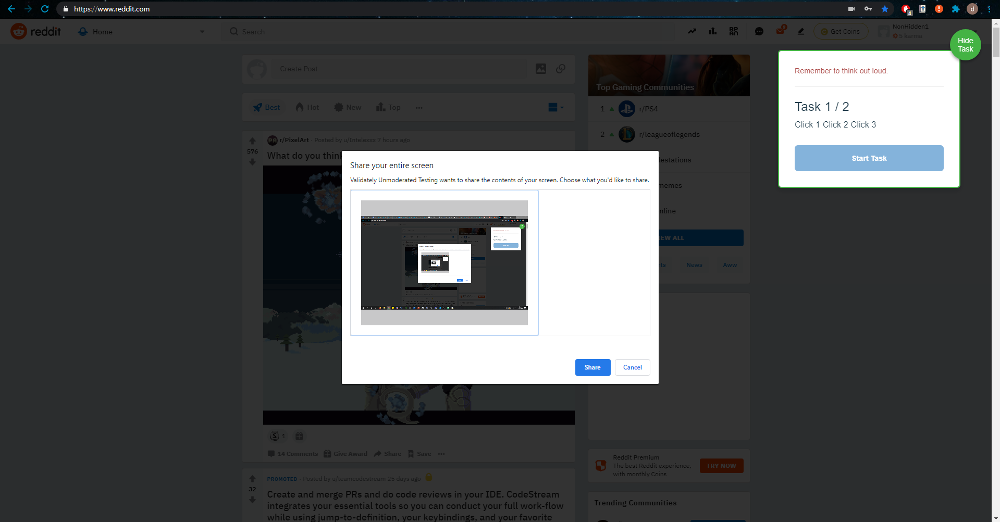 https://www.reddit.com
4
d
reddit
Home
Search
Get Coins
NonHidden1
5 karma
Hide
Task
Create Post
Top Gaming Communities
Remember to think out loud.
Task 1 / 2
Click 1 Click 2 Click 3
Start Task
Best
Hot
New
Top
1
r/PS4
2
r/leagueoflegends
r/PixelArt · Posted by u/Intelexxx 7 hours ago
576
What do you think
Share your entire screen
Validately Unmoderated Testing wants to share the contents of your screen. Choose what you'd like to share.
lestations
memes
nline
IEW ALL
rts
News
Aww
Share
Cancel
S 1
14 Comments
Give Award
Share
Save
Reddit Premium
The best Reddit experience,
with monthly Coins
TRY NOW
PROMOTED · Posted by u/teamcodestream 25 days ago
32
Create and merge PRs and do code reviews in your IDE. CodeStream
integrates your essential tools so you can conduct your full work-flow
while using jump-to-definition, your keybindings, and your favorite
Trending Communities